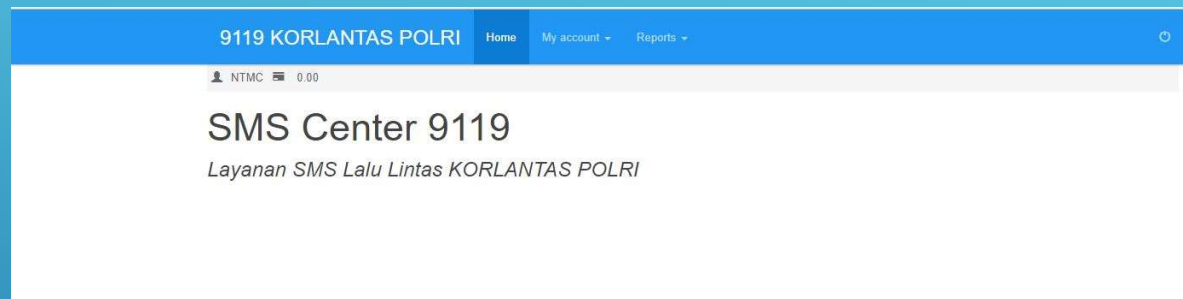 9119 KORLANTAS POLRI Home My account Reports
NTMC 0.00
SMS Center 9119
Layanan SMS Lalu Lintas KORLANTAS POLRI